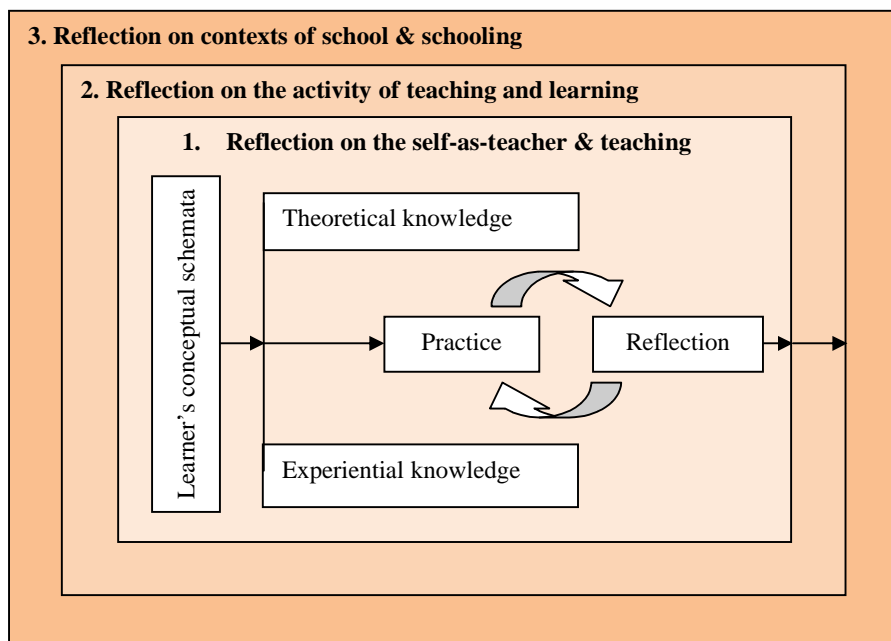 3. Reflection on contexts of school & schooling
2. Reflection on the activity of teaching and learning
1. Reflection on the self-as-teacher & teaching
Learner’s conceptual schemata
Theoretical knowledge
Practice
Reflection
Experiential knowledge